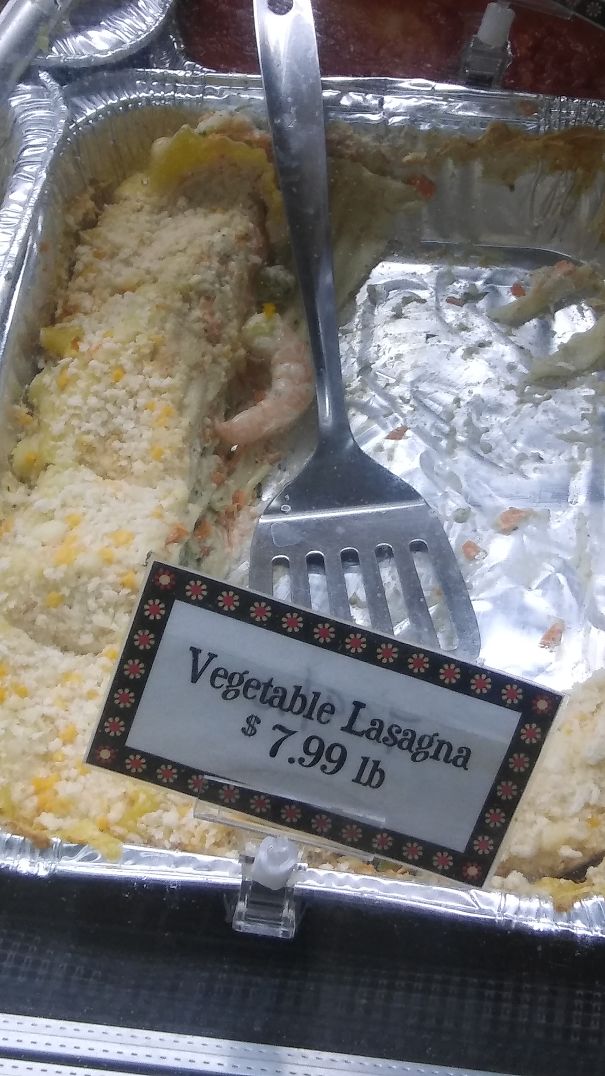 Vegetable Lasagna
$ 7.99 lb